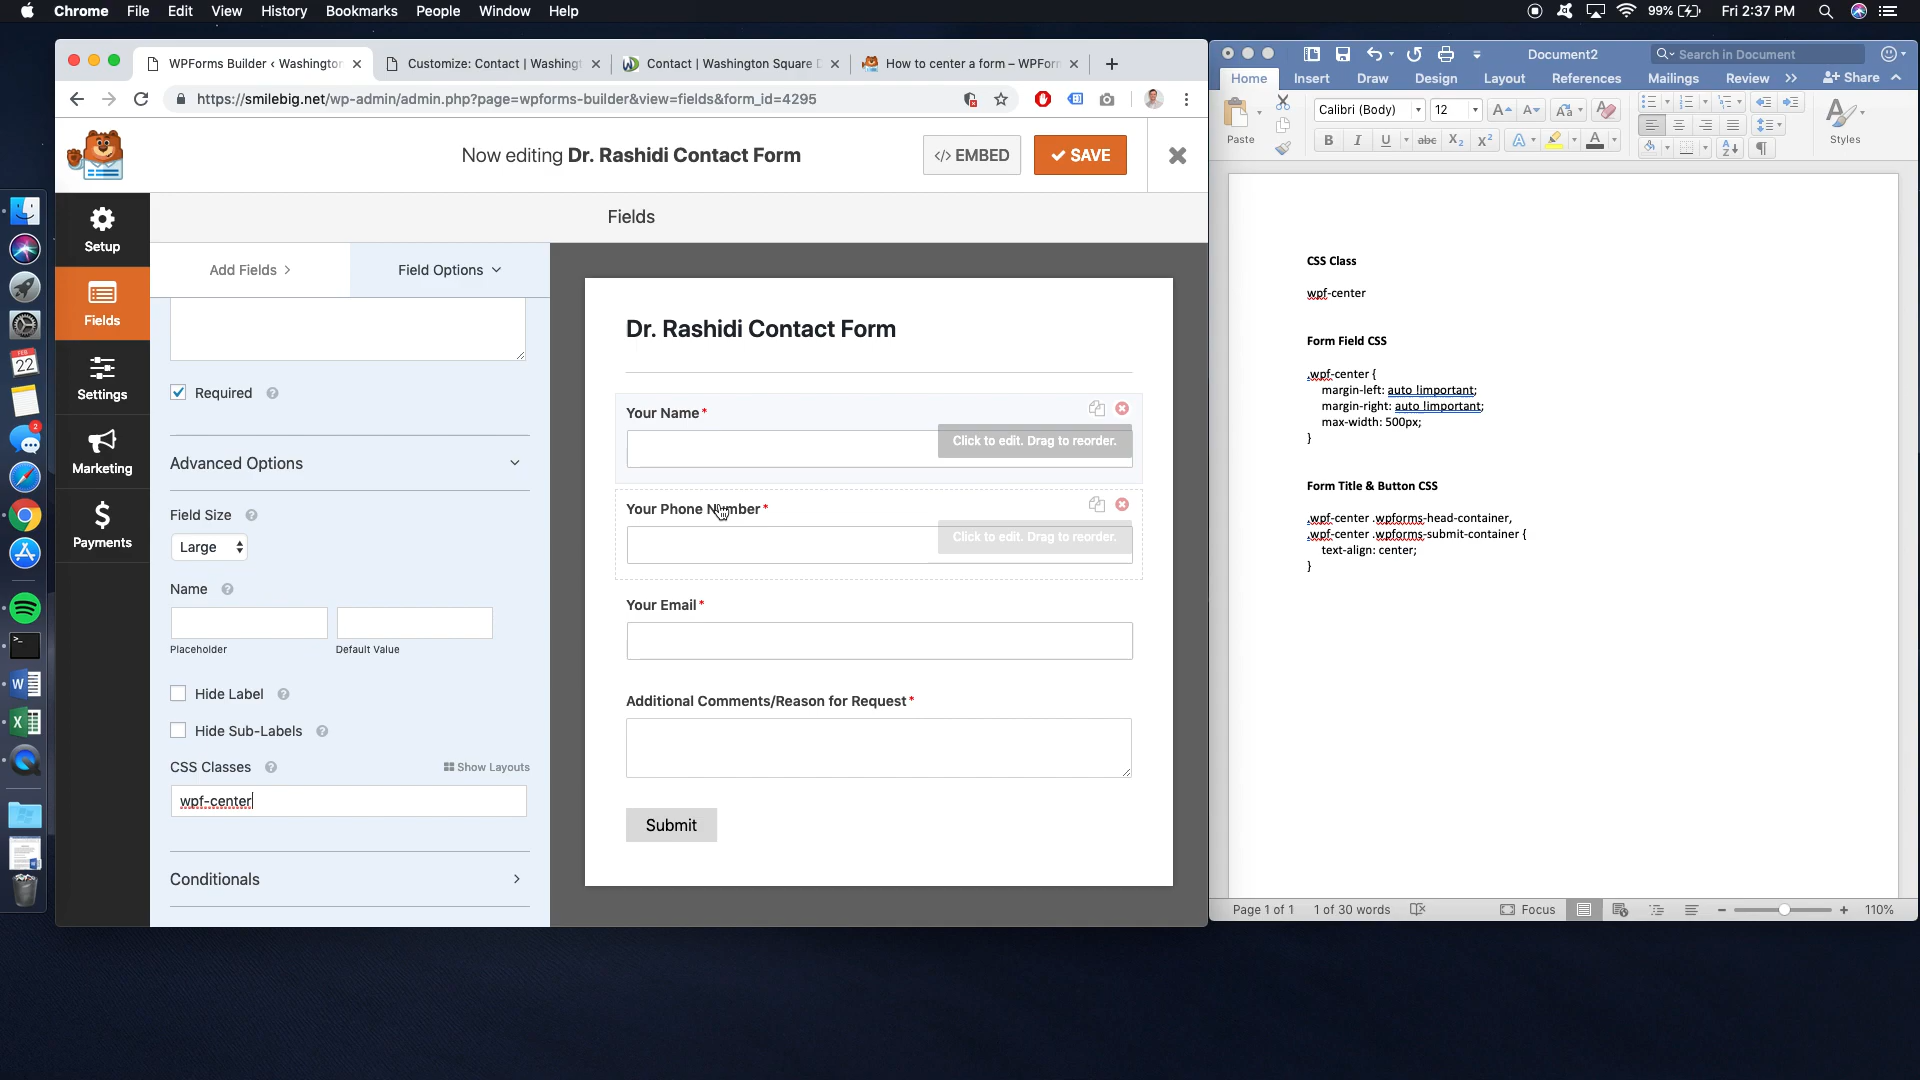 Chrome File Edit View History Bookmarks People Window Help
99% Fri 2:37 PM
WPForms Builder ‹ Washington
Customize: Contact | Washingt
Contact | Washington Square D
How to center a form – WPForm
https://smilebig.net/wp-admin/admin.php?page=wpforms-builder&view=fields&form_id=4295
Now editing Dr. Rashidi Contact Form
</> EMBED
SAVE
Setup
Fields
Settings
Marketing
Payments
Fields
Add Fields
Field Options
Required
Advanced Options
Field Size
Large
Name
Placeholder
Default Value
Hide Label
Hide Sub-Labels
CSS Classes
Show Layouts
wpf-center
Conditionals
Dr. Rashidi Contact Form
Your Name*
Click to edit. Drag to reorder.
Your Phone Number*
Click to edit. Drag to reorder.
Your Email*
Additional Comments/Reason for Request*
Submit
FEB
22
2
Document2
Search in Document
Home Insert Draw Design Layout References Mailings Review
Share
Paste
Calibri (Body)
12
Styles
CSS Class
wpf-center
Form Field CSS
.wpf-center {
margin-left: auto !important;
margin-right: auto !important;
max-width: 500px;
}
Form Title & Button CSS
.wpf-center .wpforms-head-container,
.wpf-center .wpforms-submit-container {
text-align: center;
}
Page 1 of 1
1 of 30 words
Focus
110%